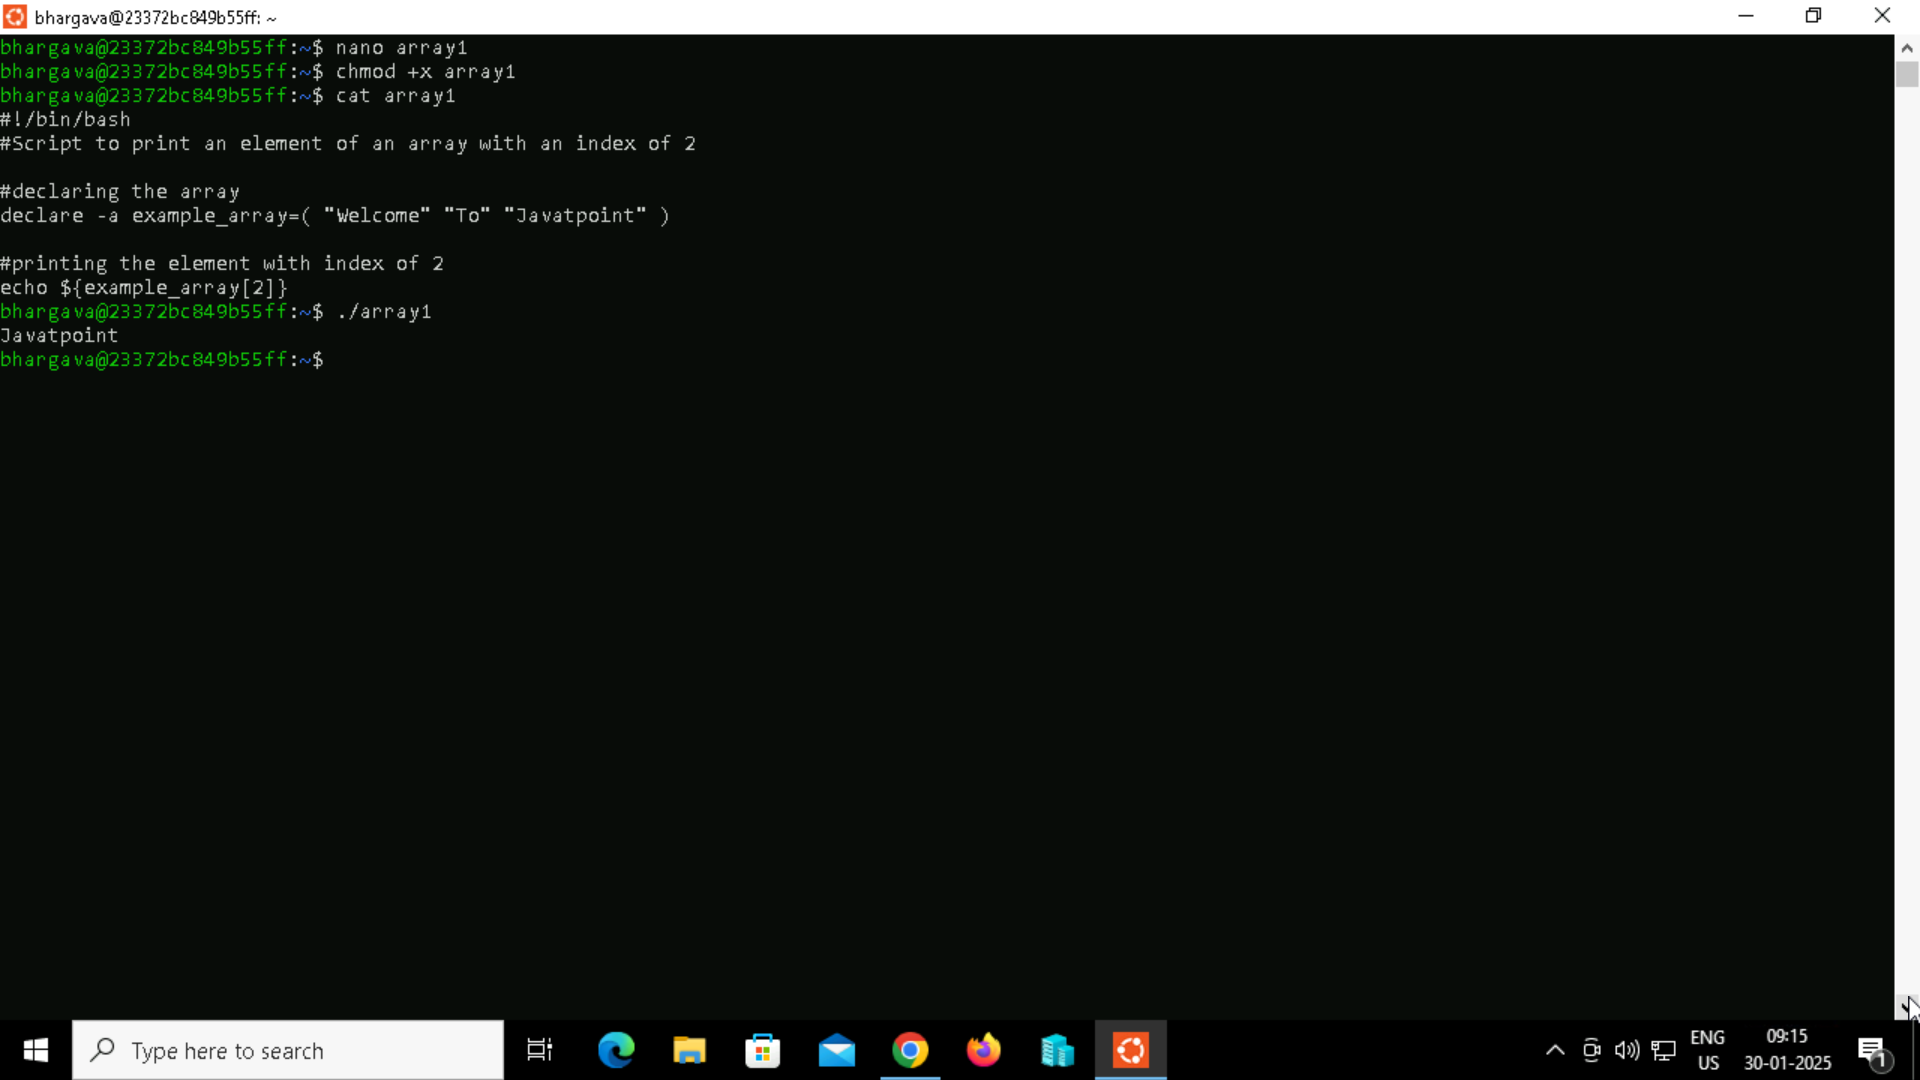 bhargava@23372bc849b55ff: ~
bhargava@23372bc849b55ff:~$ nano array1
bhargava@23372bc849b55ff:~$ chmod +x array1
bhargava@23372bc849b55ff:~$ cat array1
#!/bin/bash
#Script to print an element of an array with an index of 2
#declaring the array
declare -a example_array=( "Welcome" "To" "Javatpoint" )
#printing the element with index of 2
echo ${example_array[2]}
bhargava@23372bc849b55ff:~$ ./array1
Javatpoint
bhargava@23372bc849b55ff:~$
Type here to search
ENG
US
09:15
30-01-2025
1